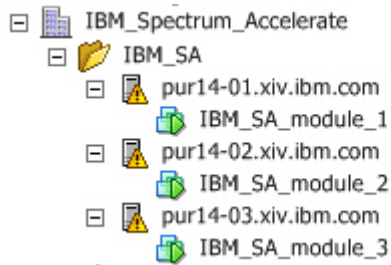 IBM_Spectrum_Accelerate
IBM_SA
pur14-01.xiv.ibm.com
IBM_SA_module_1
pur14-02.xiv.ibm.com
IBM_SA_module_2
pur14-03.xiv.ibm.com
IBM_SA_module_3